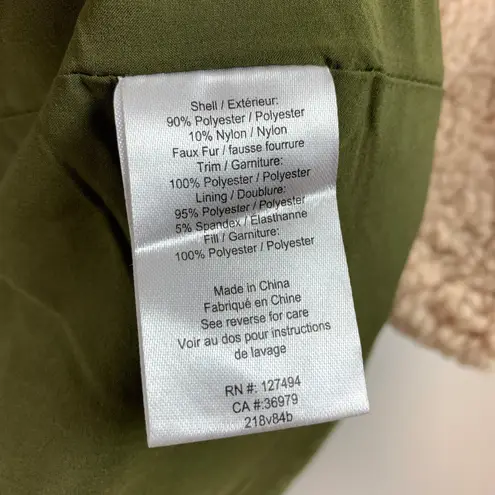 Shell / Extérieur:
90% Polyester / Polyester
10% Nylon / Nylon
Faux Fur / fausse fourrure
Trim / Garniture:
100% Polyester / Polyester
Lining / Doublure:
95% Polyester / Polyester
5% Spandex / Elasthanne
Fill / Garniture:
100% Polyester / Polyester
Made in China
Fabriqué en Chine
See reverse for care
Voir au dos pour instructions
de lavage
RN #: 127494
CA #:36979
218v84b